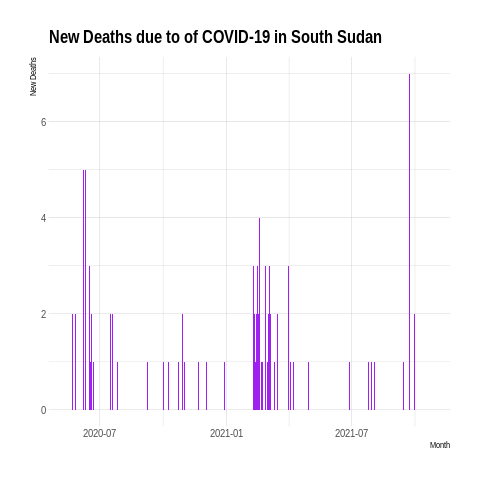 New Deaths due to of COVID-19 in South Sudan
New Deaths
6
4
2
0
2020-07
2021-01
2021-07
Month